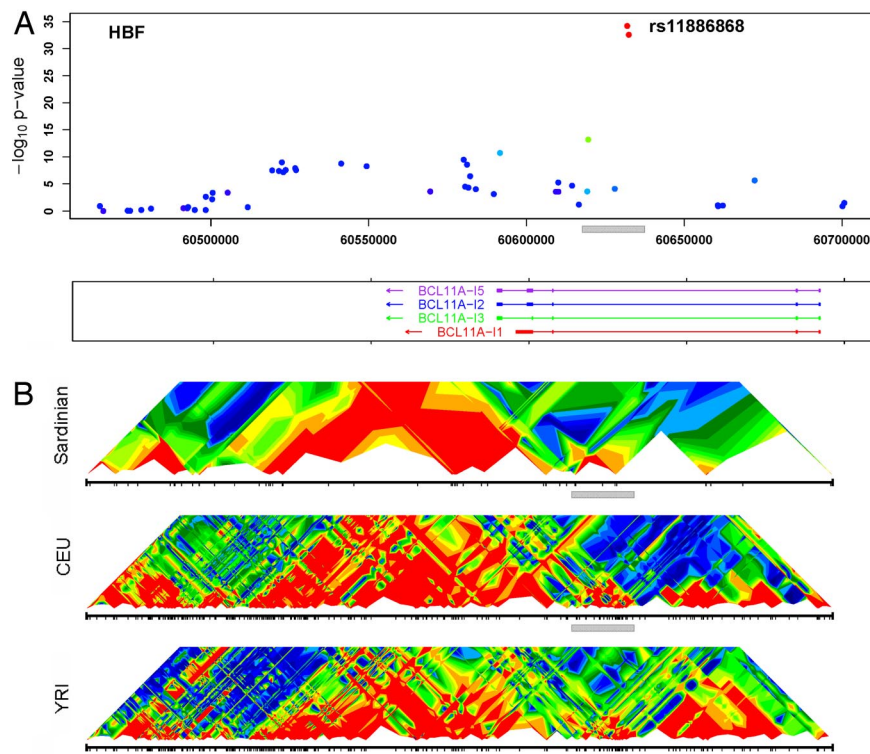 A
HBF
rs11886868
−log10 p−value
35
30
25
20
15
10
5
0
60500000
60550000
60600000
60650000
60700000
BCL11A−I5
BCL11A−I2
BCL11A−I3
BCL11A−I1
B
Sardinian
CEU
YRI